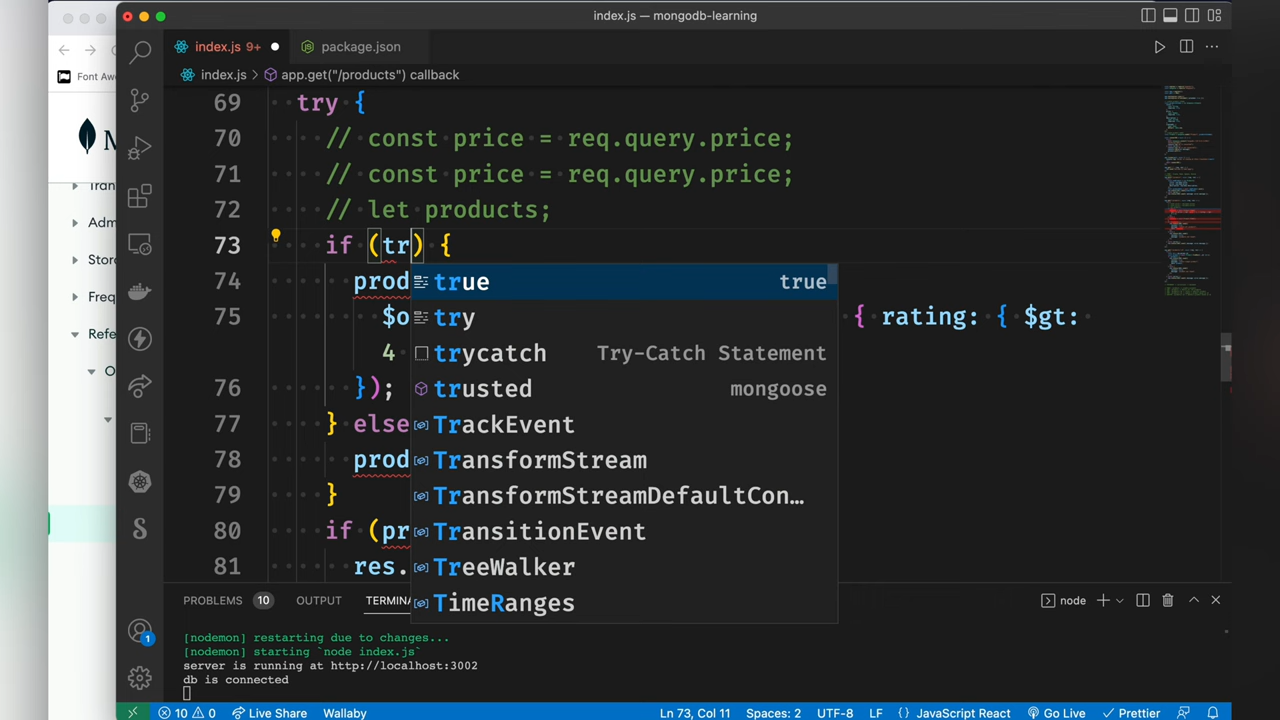 index.js — mongodb-learning
index.js 9+
package.json
Font Awe
index.js > app.get("/products") callback
69 try {
70 // const price = req.query.price;
71 // const price = req.query.price;
72 // let products;
73 if (tr) {
74 prod
75 $o { rating: { $gt:
4
76 });
77 } else
78 prod
79 }
80 if (pr
81 res.
true true
try
trycatch Try-Catch Statement
trusted mongoose
TrackEvent
TransformStream
TransformStreamDefaultCon...
TransitionEvent
TreeWalker
TimeRanges
M
Tran
Adm
Stor
Freq
Refe
O
PROBLEMS 10 OUTPUT TERMINA
node
[nodemon] restarting due to changes...
[nodemon] starting `node index.js`
server is running at http://localhost:3002
db is connected
1
10 0 Live Share Wallaby
Ln 73, Col 11 Spaces: 2 UTF-8 LF {} JavaScript React Go Live Prettier